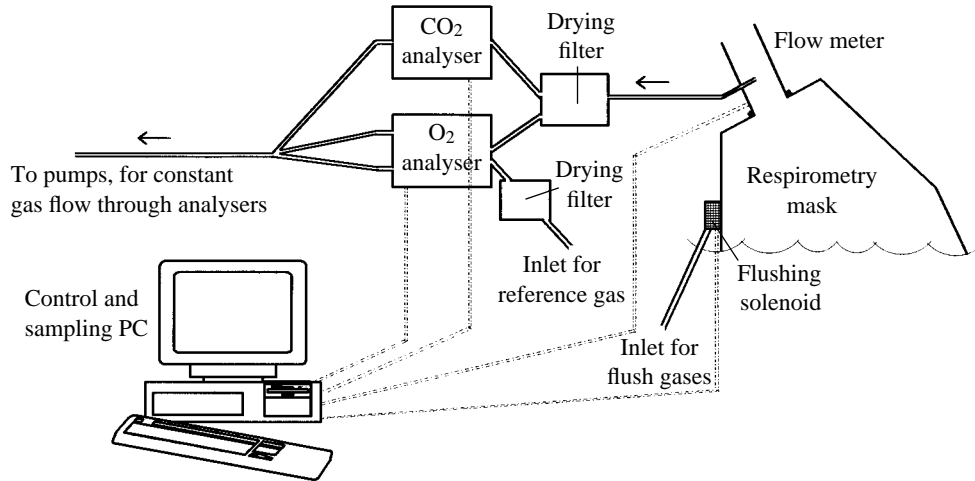 CO2
analyser
Drying
filter
Flow meter
O2
analyser
To pumps, for constant
gas flow through analysers
Drying
filter
Respirometry
mask
Inlet for
reference gas
Flushing
solenoid
Control and
sampling PC
Inlet for
flush gases